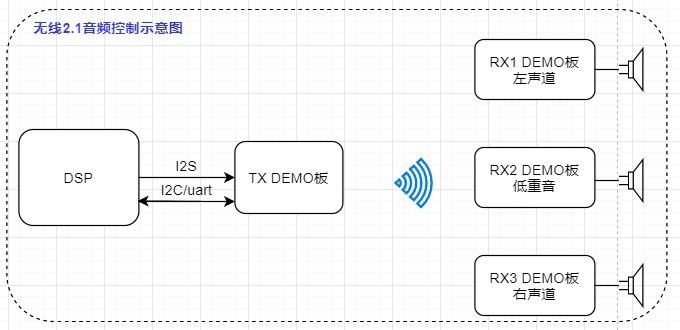 无线2.1音频控制示意图
RX1 DEMO板
左声道
DSP
I2S
I2C/uart
TX DEMO板
RX2 DEMO板
低重音
RX3 DEMO板
右声道